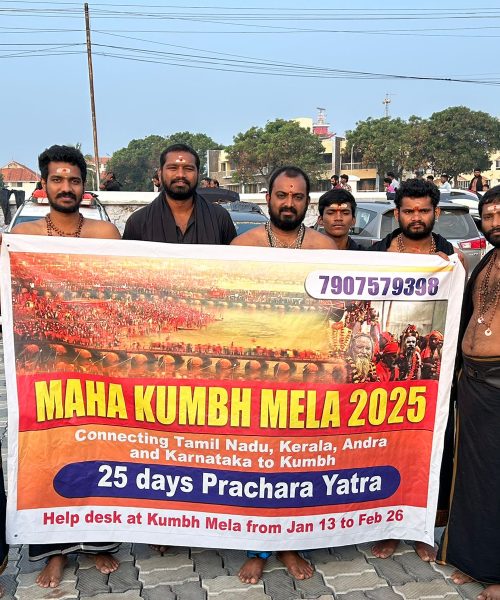 7907579398
MAHA KUMBH MELA 2025
Connecting Tamil Nadu, Kerala, Andra
and Karnataka to Kumbh
25 days Prachara Yatra
Help desk at Kumbh Mela from Jan 13 to Feb 26